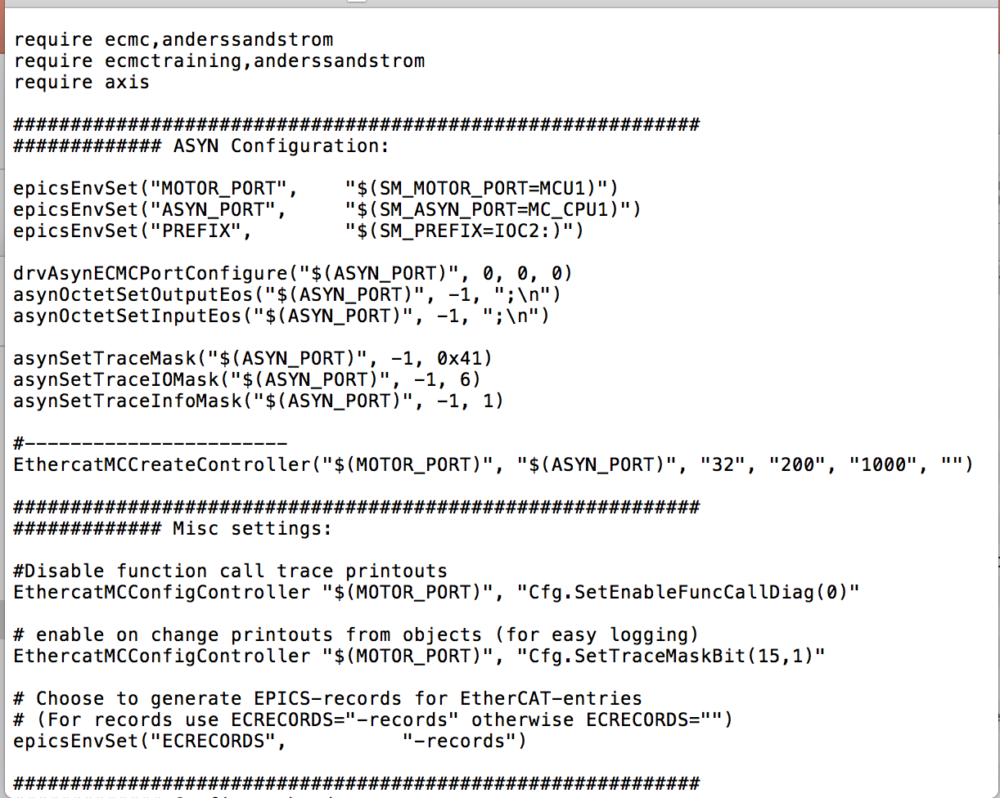 require ecmc,anderssandstrom
require ecmctraining,anderssandstrom
require axis
############################################################
############# ASYN Configuration:
epicsEnvSet("MOTOR_PORT",    "$(SM_MOTOR_PORT=MCU1)")
epicsEnvSet("ASYN_PORT",     "$(SM_ASYN_PORT=MC_CPU1)")
epicsEnvSet("PREFIX",        "$(SM_PREFIX=IOC2:)")
drvAsynECMCPortConfigure("$(ASYN_PORT)", 0, 0, 0)
asynOctetSetOutputEos("$(ASYN_PORT)", -1, ";\n")
asynOctetSetInputEos("$(ASYN_PORT)", -1, ";\n")
asynSetTraceMask("$(ASYN_PORT)", -1, 0x41)
asynSetTraceIOMask("$(ASYN_PORT)", -1, 6)
asynSetTraceInfoMask("$(ASYN_PORT)", -1, 1)
#-----------------------
EthercatMCCreateController("$(MOTOR_PORT)", "$(ASYN_PORT)", "32", "200", "1000", "")
############################################################
############# Misc settings:
#Disable function call trace printouts
EthercatMCConfigController "$(MOTOR_PORT)", "Cfg.SetEnableFuncCallDiag(0)"
# enable on change printouts from objects (for easy logging)
EthercatMCConfigController "$(MOTOR_PORT)", "Cfg.SetTraceMaskBit(15,1)"
# Choose to generate EPICS-records for EtherCAT-entries
# (For records use ECRECORDS="-records" otherwise ECRECORDS="")
epicsEnvSet("ECRECORDS",          "-records")
############################################################